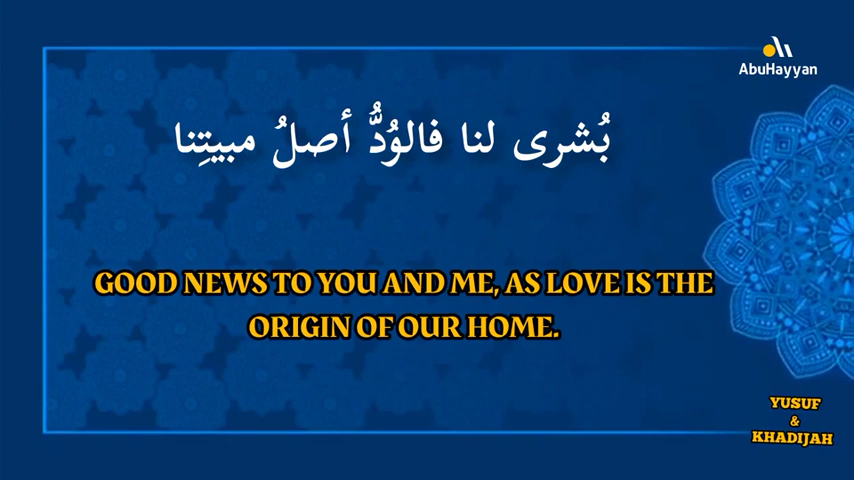 AbuHayyan
بُشرى لنا فالوُدُّ أصلُ مبيتِنا
GOOD NEWS TO YOU AND ME, AS LOVE IS THE
ORIGIN OF OUR HOME.
YUSUF
&
KHADIJAH